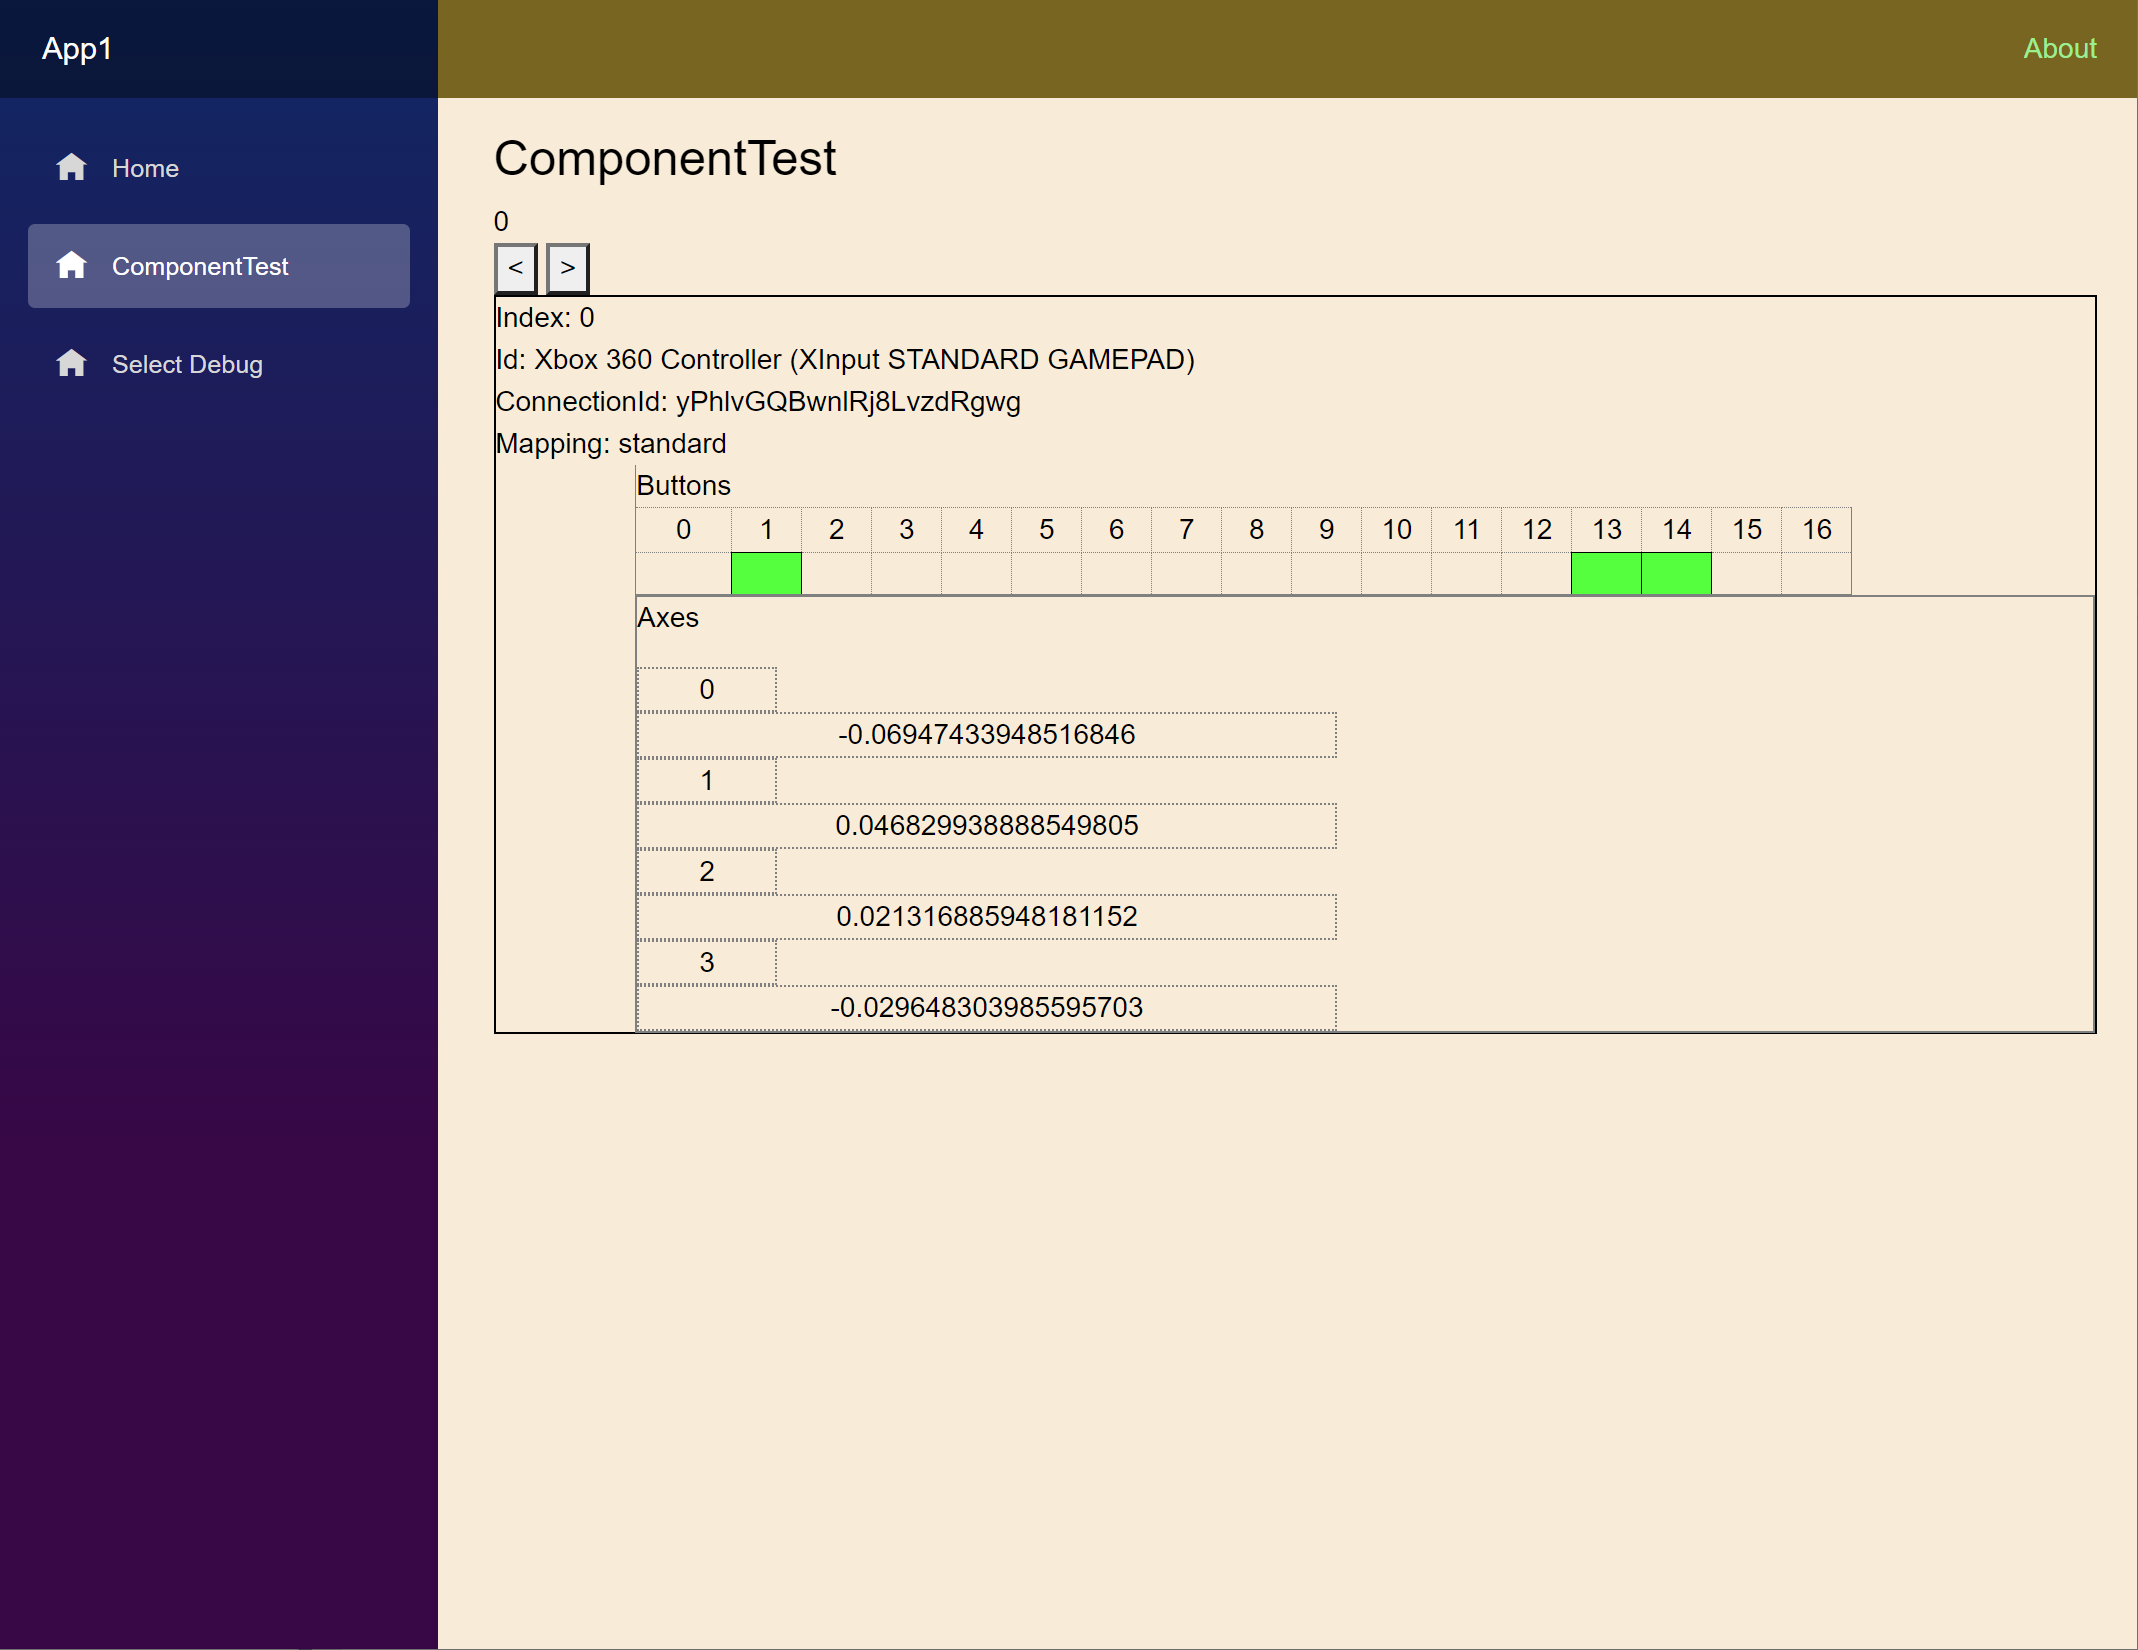 App1
About
Home
ComponentTest
Select Debug
ComponentTest
0
< >
Index: 0
Id: Xbox 360 Controller (XInput STANDARD GAMEPAD)
ConnectionId: yPhlvGQBwnlRj8LvzdRgwg
Mapping: standard
Buttons
0 1 2 3 4 5 6 7 8 9 10 11 12 13 14 15 16
Axes
0
-0.06947433948516846
1
0.046829938888549805
2
0.021316885948181152
3
-0.029648303985595703